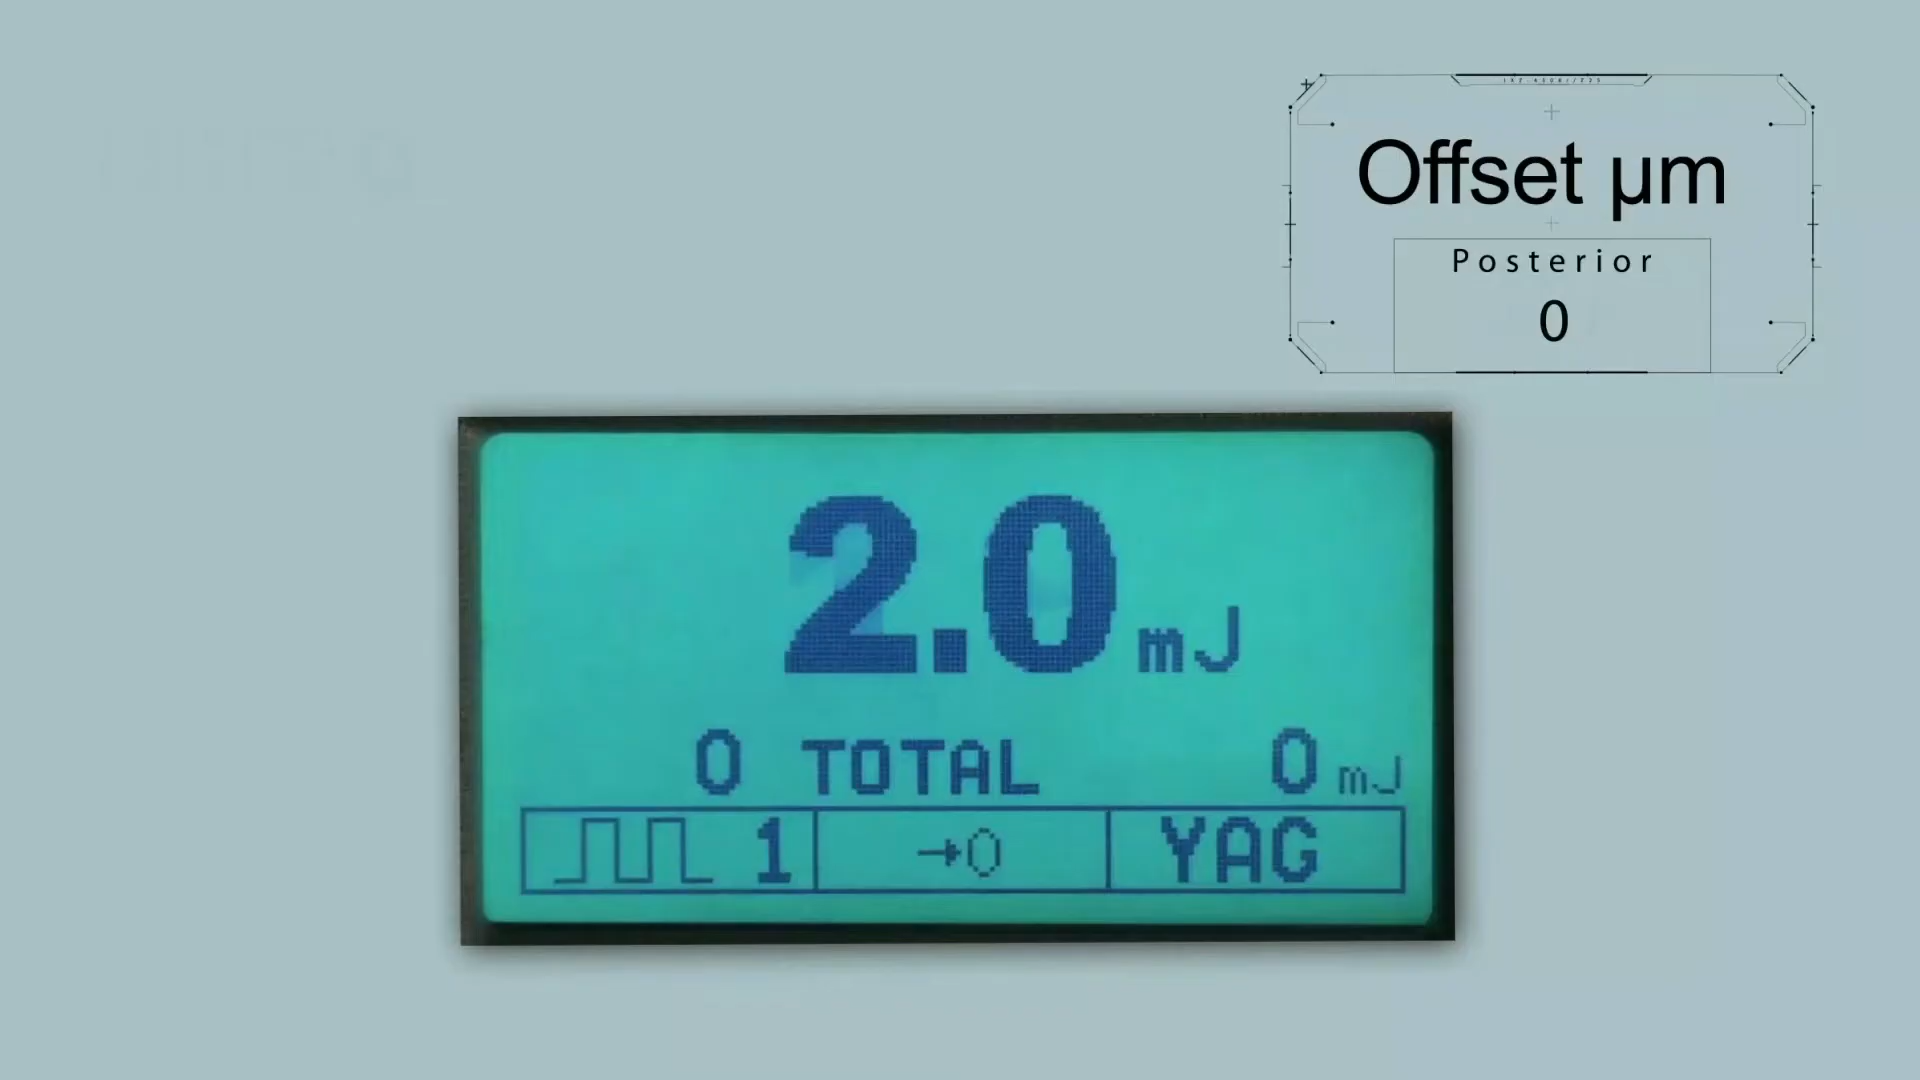 Offset µm
Posterior
0
2.0 mJ
0 TOTAL 0 mJ
1 →0 YAG